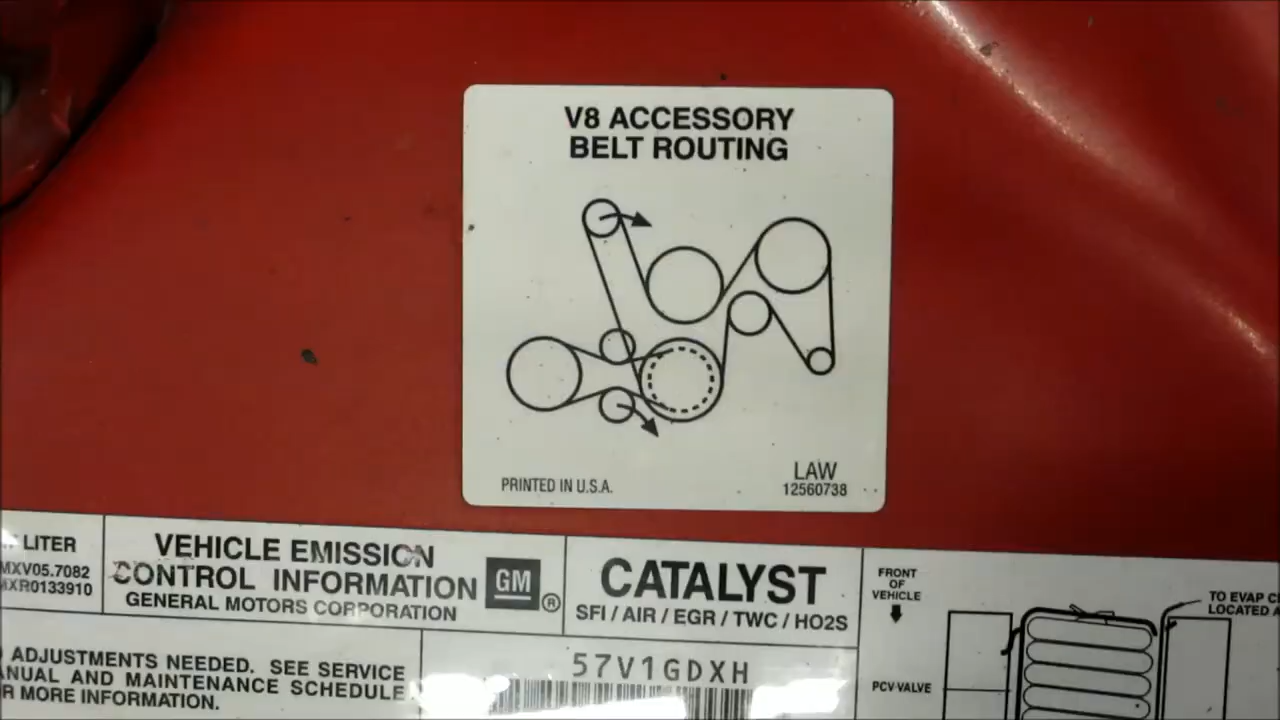 V8 ACCESSORY
BELT ROUTING
PRINTED IN U.S.A.
LAW
12560738
LITER
MXV05.7082
MXR0133910
VEHICLE EMISSION
CONTROL INFORMATION
GENERAL MOTORS CORPORATION
GM
®
CATALYST
SFI / AIR / EGR / TWC / HO2S
ADJUSTMENTS NEEDED. SEE SERVICE
NUAL AND MAINTENANCE SCHEDULE
R MORE INFORMATION.
57V1GDXH
FRONT
OF
VEHICLE
TO EVAP C
LOCATED A
PCV VALVE